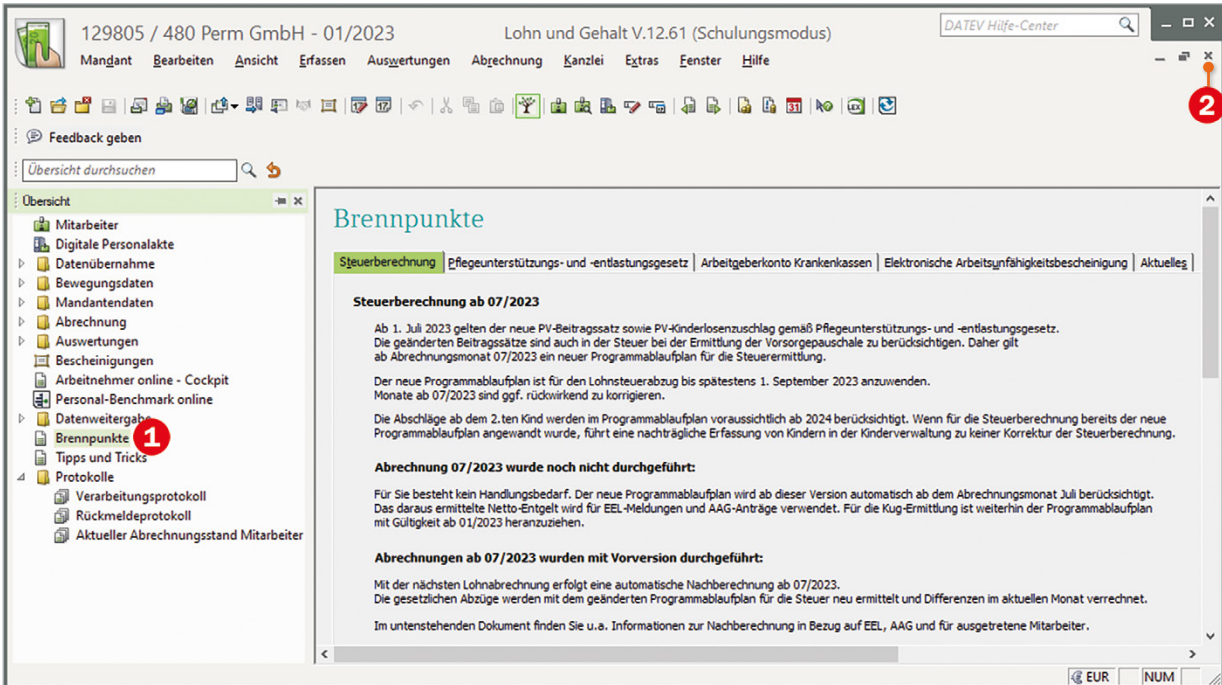 129805 / 480 Perm GmbH - 01/2023 Lohn und Gehalt V.12.61 (Schulungsmodus)
DATEV Hilfe-Center
Mandant Bearbeiten Ansicht Erfassen Auswertungen Abrechnung Kanzlei Extras Fenster Hilfe
2
31 LEX
Feedback geben
Übersicht durchsuchen
Übersicht
Mitarbeiter
Digitale Personalakte
Datenübernahme
Bewegungsdaten
Mandantendaten
Abrechnung
Auswertungen
Bescheinigungen
Arbeitnehmer online - Cockpit
Personal-Benchmark online
Datenweitergabe
Brennpunkte 1
Tipps und Tricks
Protokolle
Verarbeitungsprotokoll
Rückmeldeprotokoll
Aktueller Abrechnungsstand Mitarbeiter
Brennpunkte
Steuerberechnung Pflegeunterstützungs- und -entlastungsgesetz Arbeitgeberkonto Krankenkassen Elektronische Arbeitsunfähigkeitsbescheinigung Aktuelles
Steuerberechnung ab 07/2023
Ab 1. Juli 2023 gelten der neue PV-Beitragssatz sowie PV-Kinderlosenzuschlag gemäß Pflegeunterstützungs- und -entlastungsgesetz.
Die geänderten Beitragssätze sind auch in der Steuer bei der Ermittlung der Vorsorgepauschale zu berücksichtigen. Daher gilt
ab Abrechnungsmonat 07/2023 ein neuer Programmablaufplan für die Steuerermittlung.
Der neue Programmablaufplan ist für den Lohnsteuerabzug bis spätestens 1. September 2023 anzuwenden.
Monate ab 07/2023 sind ggf. rückwirkend zu korrigieren.
Die Abschläge ab dem 2.ten Kind werden im Programmablaufplan voraussichtlich ab 2024 berücksichtigt. Wenn für die Steuerberechnung bereits der neue
Programmablaufplan angewandt wurde, führt eine nachträgliche Erfassung von Kindern in der Kinderverwaltung zu keiner Korrektur der Steuerberechnung.
Abrechnung 07/2023 wurde noch nicht durchgeführt:
Für Sie besteht kein Handlungsbedarf. Der neue Programmablaufplan wird ab dieser Version automatisch ab dem Abrechnungsmonat Juli berücksichtigt.
Das daraus ermittelte Netto-Entgelt wird für EEL-Meldungen und AAG-Anträge verwendet. Für die Kug-Ermittlung ist weiterhin der Programmablaufplan
mit Gültigkeit ab 01/2023 heranzuziehen.
Abrechnungen ab 07/2023 wurden mit Vorversion durchgeführt:
Mit der nächsten Lohnabrechnung erfolgt eine automatische Nachberechnung ab 07/2023.
Die gesetzlichen Abzüge werden mit dem geänderten Programmablaufplan für die Steuer neu ermittelt und Differenzen im aktuellen Monat verrechnet.
Im untenstehenden Dokument finden Sie u.a. Informationen zur Nachberechnung in Bezug auf EEL, AAG und für ausgetretene Mitarbeiter.
EUR NUM